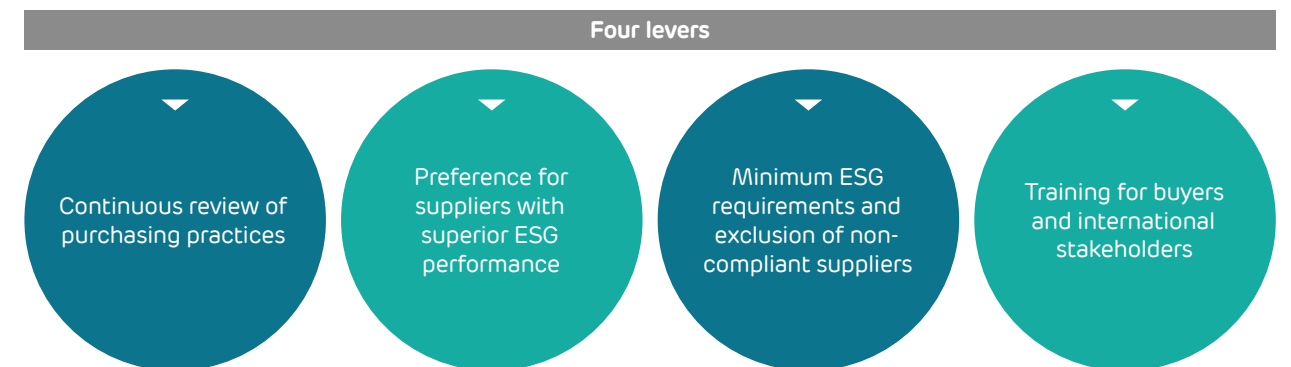 Four levers
Continuous review of
purchasing practices
Preference for
suppliers with
superior ESG
performance
Minimum ESG
requirements and
exclusion of non-
compliant suppliers
Training for buyers
and international
stakeholders